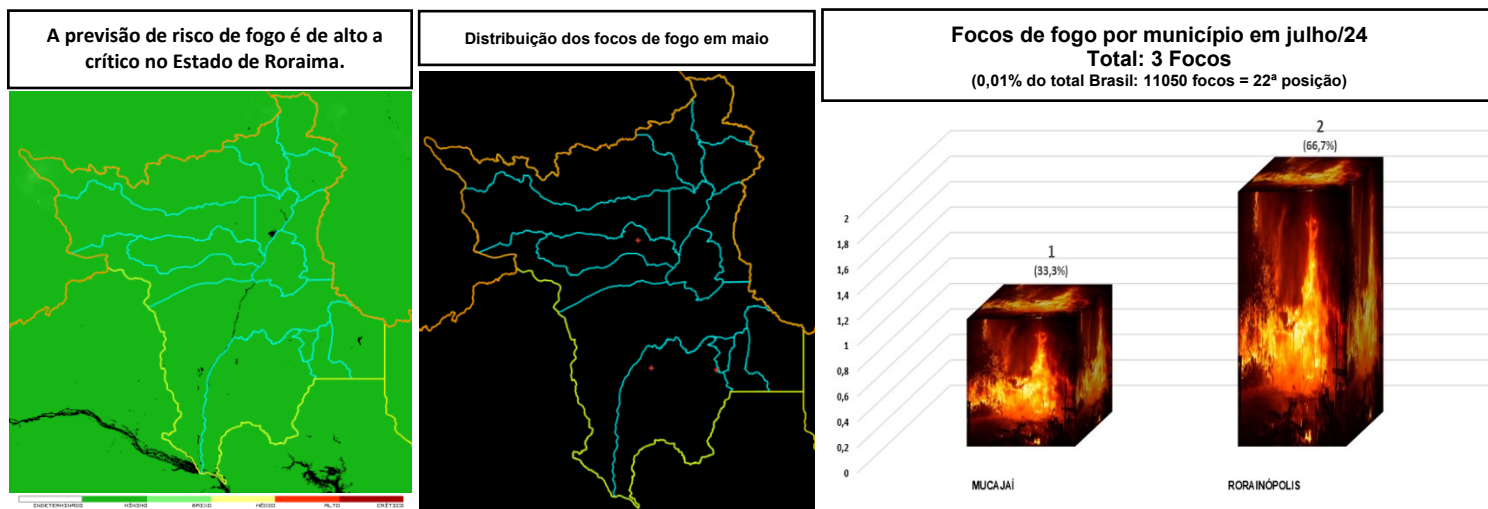 A previsão de risco de fogo é de alto a
crítico no Estado de Roraima.
INDETERMINADO MÍNIMO BAIXO MÉDIO ALTO CRÍTICO
Distribuição dos focos de fogo em maio
Focos de fogo por município em julho/24
Total: 3 Focos
(0,01% do total Brasil: 11050 focos = 22ª posição)
2
(66,7%)
1
(33,3%)
2
1,8
1,6
1,4
1,2
1
0,8
0,6
0,4
0,2
0
MUCAJAÍ RORAINÓPOLIS